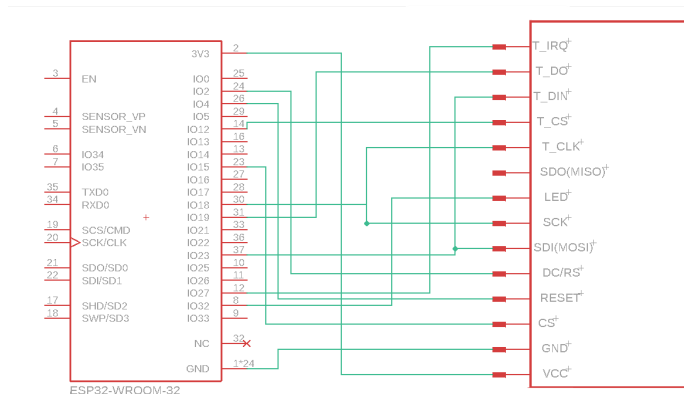 3 EN
4 SENSOR_VP
5 SENSOR_VN
6 IO34
7 IO35
35 TXD0
34 RXD0
19 SCS/CMD
20 SCK/CLK
21 SDO/SD0
22 SDI/SD1
17 SHD/SD2
18 SWP/SD3
3V3 2
IO0 25
IO2 24
IO4 26
IO5 29
IO12 14
IO13 16
IO14 13
IO15 23
IO16 27
IO17 28
IO18 30
IO19 31
IO21 33
IO22 36
IO23 37
IO25 10
IO26 11
IO27 12
IO32 8
IO33 9
NC 32
GND 1*24
ESP32-WROOM-32
T_IRQ
T_DO
T_DIN
T_CS
T_CLK
SDO(MISO)
LED
SCK
SDI(MOSI)
DC/RS
RESET
CS
GND
VCC